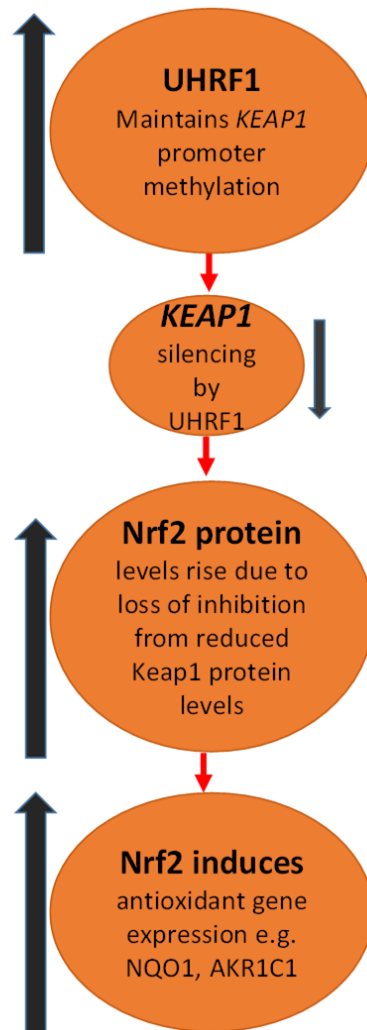 UHRF1
Maintains KEAP1
promoter
methylation
KEAP1
silencing
by
UHRF1
Nrf2 protein
levels rise due to
loss of inhibition
from reduced
Keap1 protein
levels
Nrf2 induces
antioxidant gene
expression e.g.
NQO1, AKR1C1